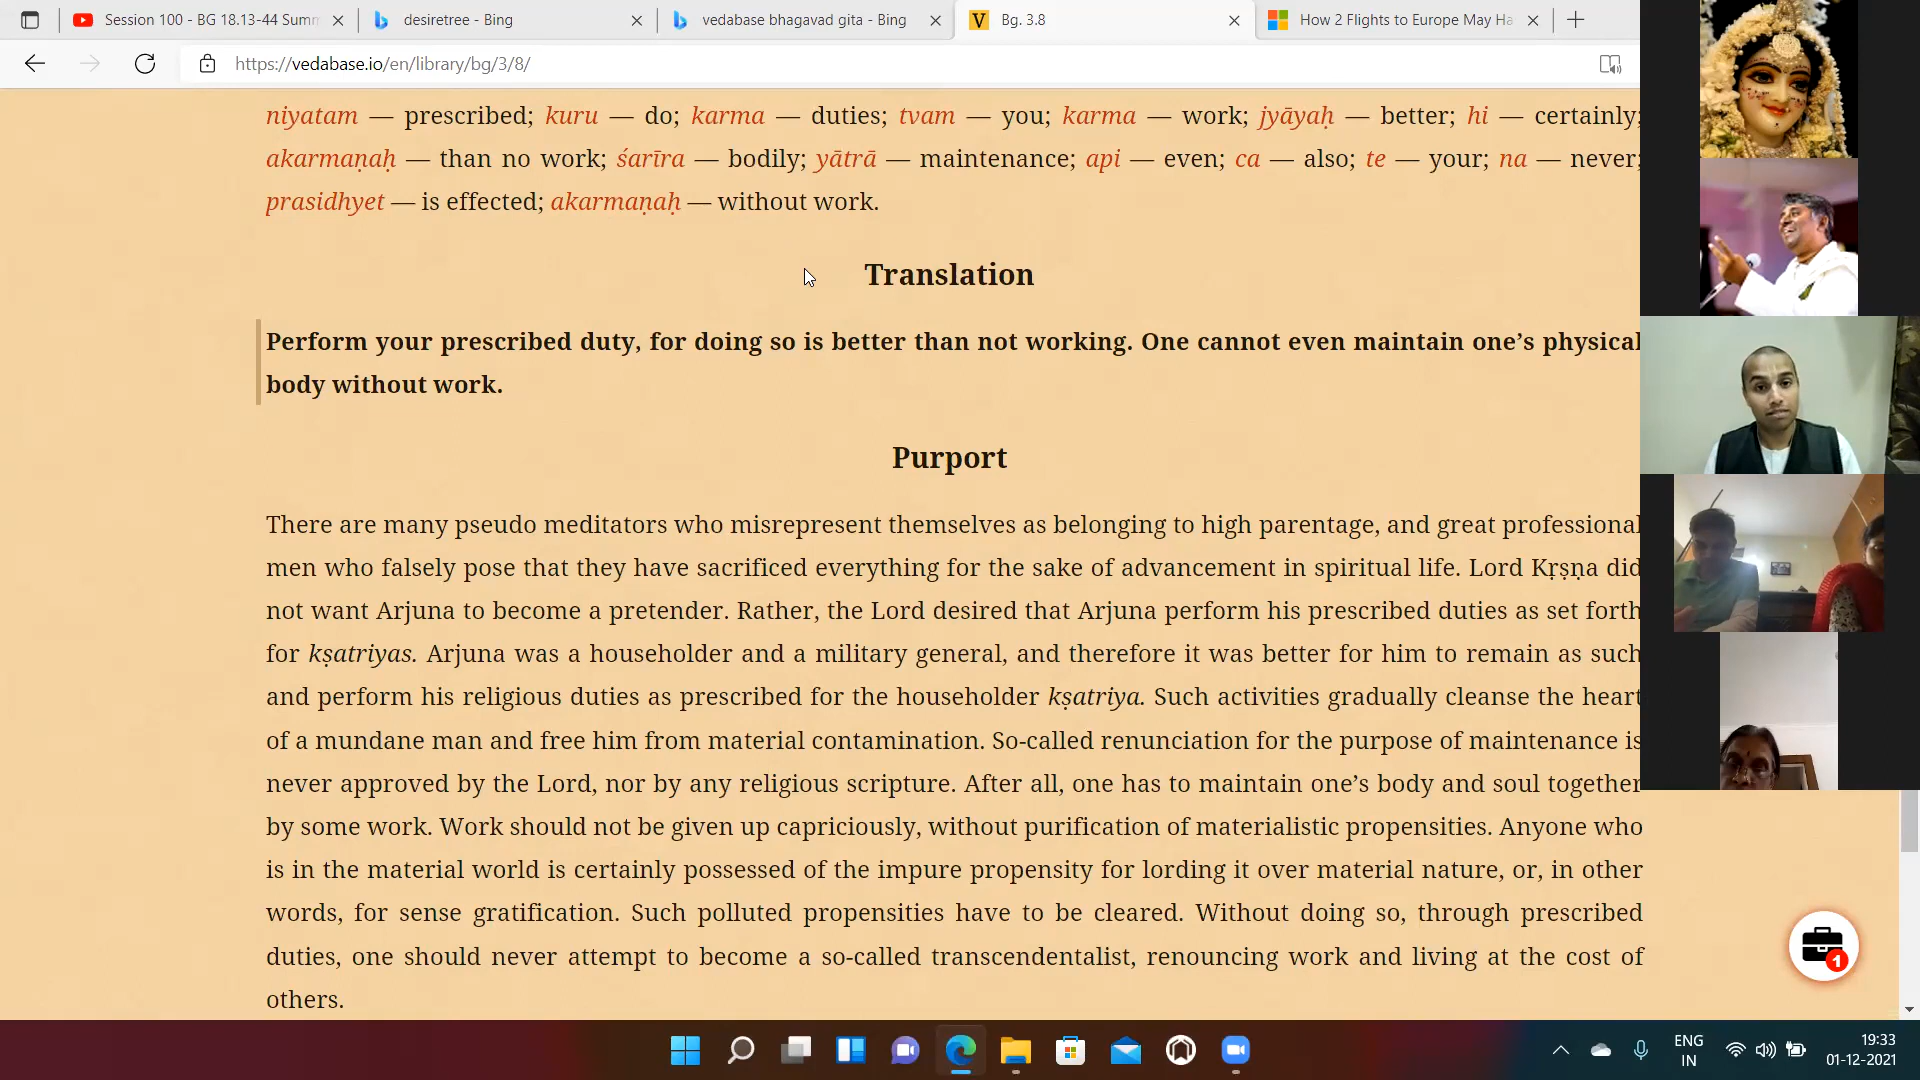 Session 100 - BG 18.13-44 Summ
desiretree - Bing
vedabase bhagavad gita - Bing
V Bg. 3.8
How 2 Flights to Europe May Ha
https://vedabase.io/en/library/bg/3/8/
niyatam — prescribed; kuru — do; karma — duties; tvam — you; karma — work; jyāyaḥ — better; hi — certainly;
akarmaṇaḥ — than no work; śarīra — bodily; yātrā — maintenance; api — even; ca — also; te — your; na — never;
prasidhyet — is effected; akarmaṇaḥ — without work.
Translation
Perform your prescribed duty, for doing so is better than not working. One cannot even maintain one’s physical
body without work.
Purport
There are many pseudo meditators who misrepresent themselves as belonging to high parentage, and great professional
men who falsely pose that they have sacrificed everything for the sake of advancement in spiritual life. Lord Kṛṣṇa did
not want Arjuna to become a pretender. Rather, the Lord desired that Arjuna perform his prescribed duties as set forth
for kṣatriyas. Arjuna was a householder and a military general, and therefore it was better for him to remain as such
and perform his religious duties as prescribed for the householder kṣatriya. Such activities gradually cleanse the heart
of a mundane man and free him from material contamination. So-called renunciation for the purpose of maintenance is
never approved by the Lord, nor by any religious scripture. After all, one has to maintain one’s body and soul together
by some work. Work should not be given up capriciously, without purification of materialistic propensities. Anyone who
is in the material world is certainly possessed of the impure propensity for lording it over material nature, or, in other
words, for sense gratification. Such polluted propensities have to be cleared. Without doing so, through prescribed
duties, one should never attempt to become a so-called transcendentalist, renouncing work and living at the cost of
others.
1
ENG
IN
19:33
01-12-2021